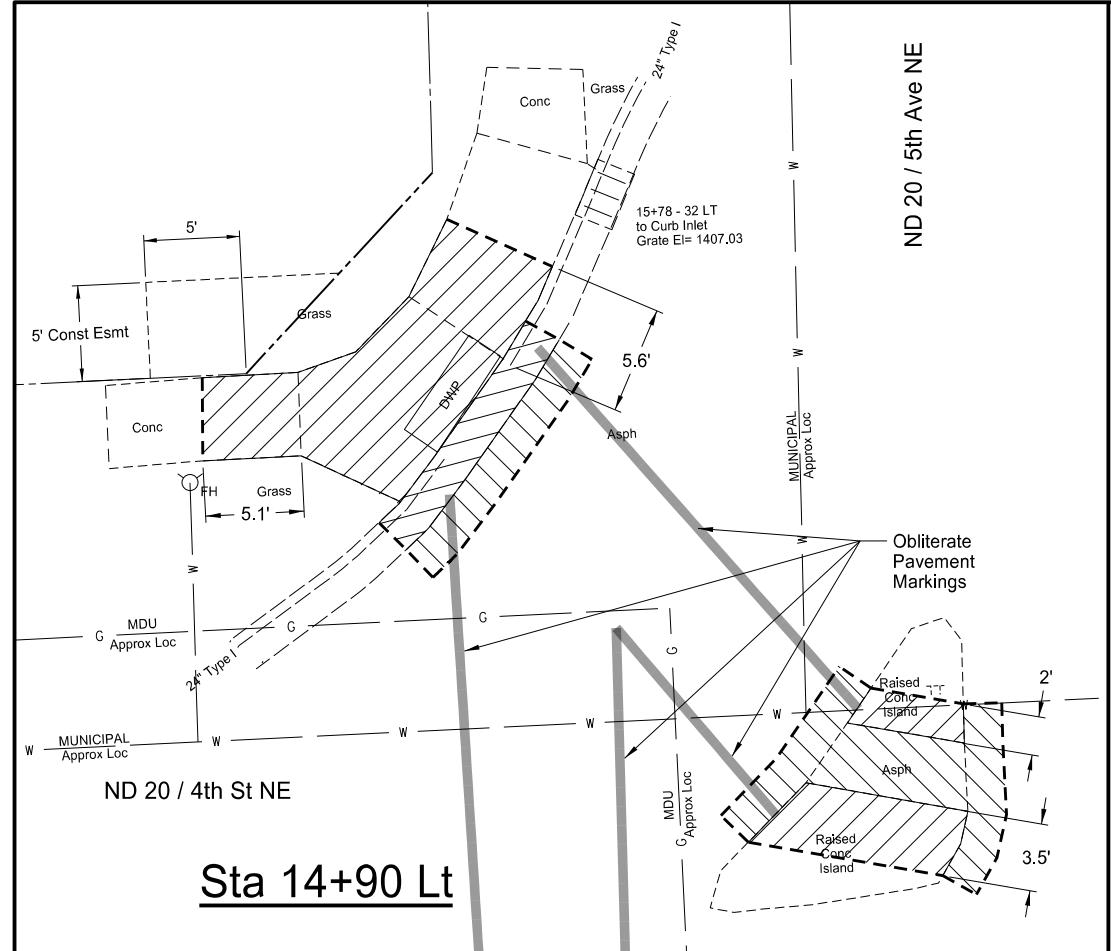 24" Type I
Conc
Grass
ND 20 / 5th Ave NE
W
15+78 - 32 LT
to Curb Inlet
Grate El= 1407.03
5'
5' Const Esmt
Grass
W
5.6'
DWP
Conc
Asph
MUNICIPAL
Approx Loc
FH
Grass
5.1'
W
Obliterate
Pavement
Markings
W
MDU
Approx Loc
G
G
G
G
24" Type I
Raised
Conc
Island
2'
W
MUNICIPAL
Approx Loc
W
W
W
W
W
W
Asph
ND 20 / 4th St NE
MDU
Approx Loc
G
Raised
Conc
Island
3.5'
Sta 14+90 Lt